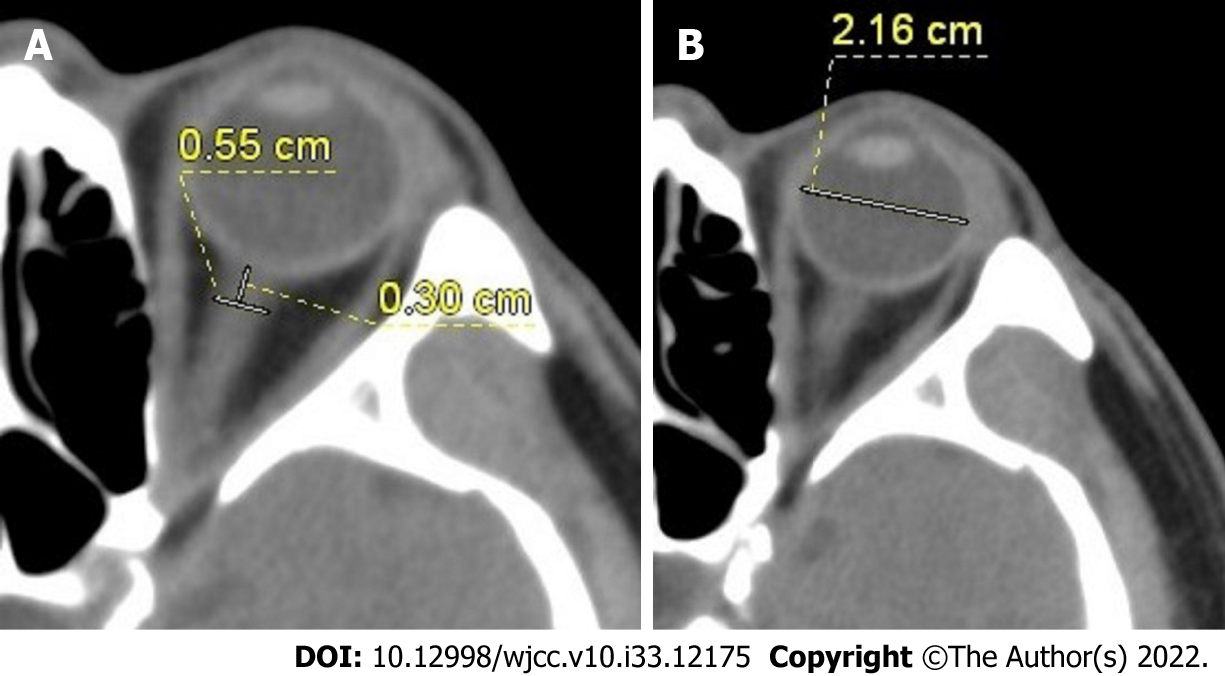 A
0.55 cm
0.30 cm
B
2.16 cm
DOI: 10.12998/wjcc.v10.i33.12175 Copyright ©The Author(s) 2022.